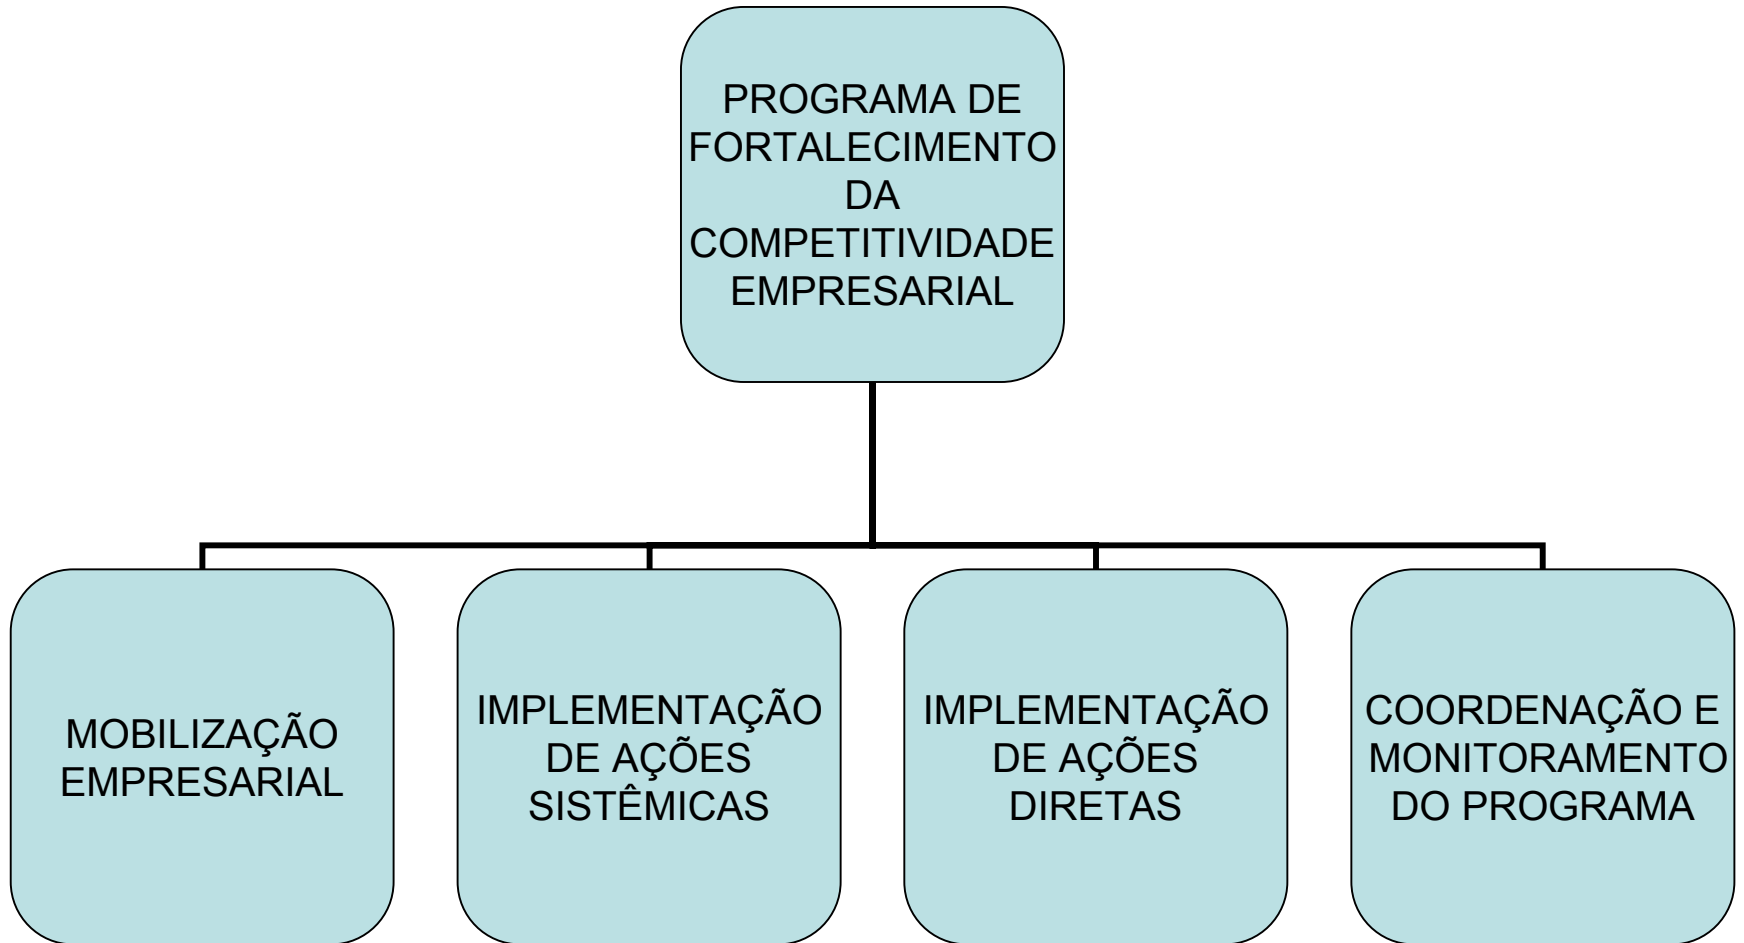 PROGRAMA DE
FORTALECIMENTO
DA
COMPETITIVIDADE
EMPRESARIAL
MOBILIZAÇÃO
EMPRESARIAL
IMPLEMENTAÇÃO
DE AÇÕES
SISTÊMICAS
IMPLEMENTAÇÃO
DE AÇÕES
DIRETAS
COORDENAÇÃO E
MONITORAMENTO
DO PROGRAMA